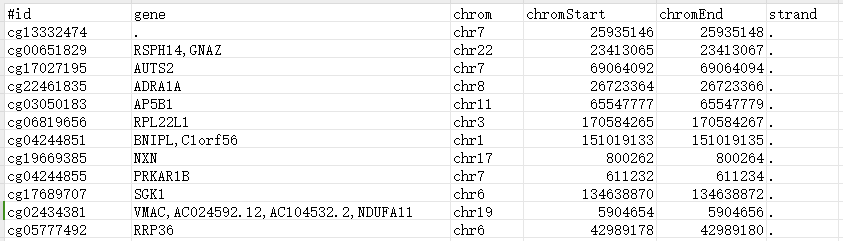 #id gene chrom chromStart chromEnd strand
cg13332474 . chr7 25935146 25935148 .
cg00651829 RSPH14,GNAZ chr22 23413065 23413067 .
cg17027195 AUTS2 chr7 69064092 69064094 .
cg22461835 ADRA1A chr8 26723364 26723366 .
cg03050183 AP5B1 chr11 65547777 65547779 .
cg06819656 RPL22L1 chr3 170584265 170584267 .
cg04244851 BNIPL,C1orf56 chr1 151019133 151019135 .
cg19669385 NXN chr17 800262 800264 .
cg04244855 PRKAR1B chr7 611232 611234 .
cg17689707 SGK1 chr6 134638870 134638872 .
cg02434381 VMAC,AC024592.12,AC104532.2,NDUFA11 chr19 5904654 5904656 .
cg05777492 RRP36 chr6 42989178 42989180 .